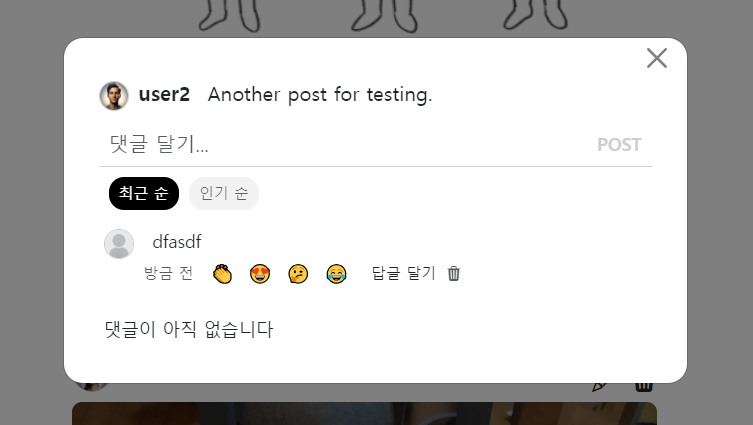 user2 Another post for testing.
댓글 달기... POST
최근 순 인기 순
dfasdf
방금 전 답글 달기
댓글이 아직 없습니다